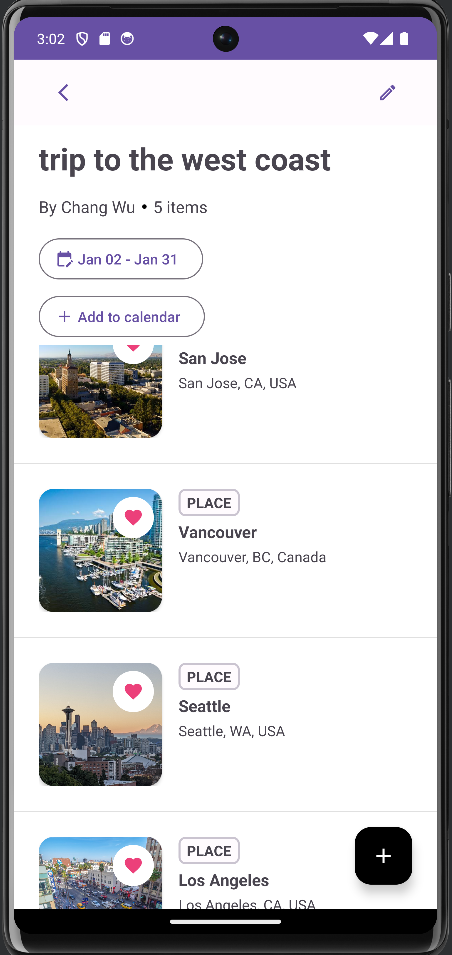 3:02
trip to the west coast
By Chang Wu • 5 items
Jan 02 - Jan 31
+ Add to calendar
San Jose
San Jose, CA, USA
PLACE
Vancouver
Vancouver, BC, Canada
PLACE
Seattle
Seattle, WA, USA
PLACE
Los Angeles
Los Angeles, CA, USA
+